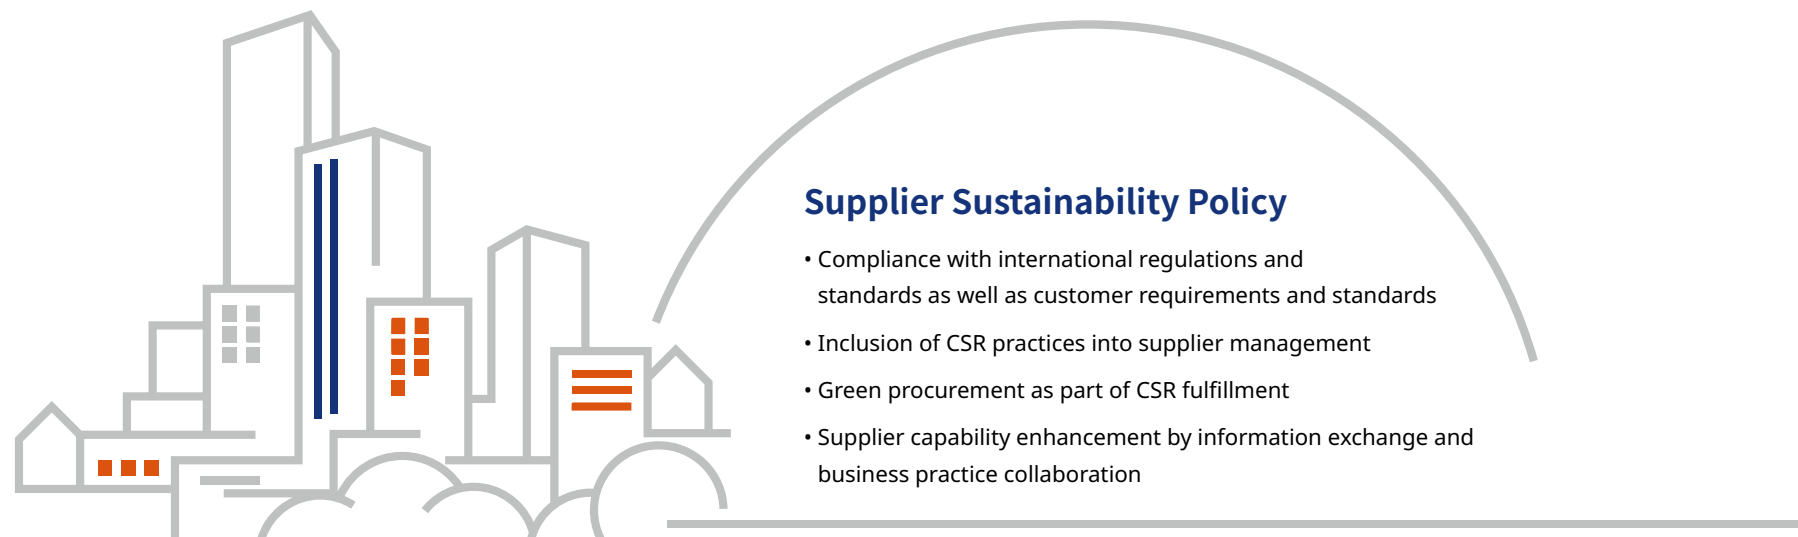 Supplier Sustainability Policy
• Compliance with international regulations and
standards as well as customer requirements and standards
• Inclusion of CSR practices into supplier management
• Green procurement as part of CSR fulfillment
• Supplier capability enhancement by information exchange and
business practice collaboration